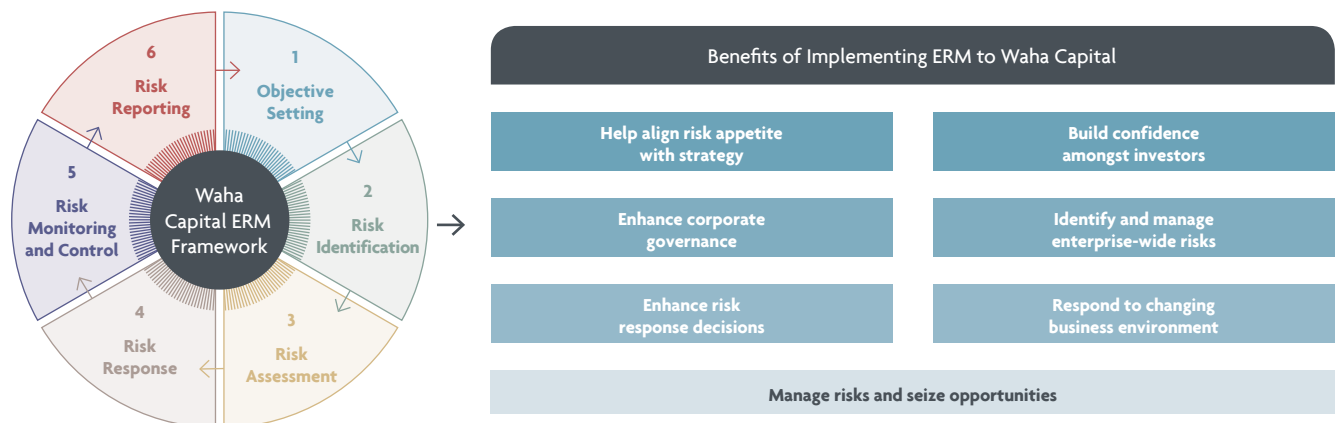 6
Risk
Reporting
1
Objective
Setting
5
Risk
Monitoring
and Control
Waha
Capital ERM
Framework
2
Risk
Identification
4
Risk
Response
3
Risk
Assessment
Benefits of Implementing ERM to Waha Capital
Help align risk appetite
with strategy
Build confidence
amongst investors
Enhance corporate
governance
Identify and manage
enterprise-wide risks
Enhance risk
response decisions
Respond to changing
business environment
Manage risks and seize opportunities